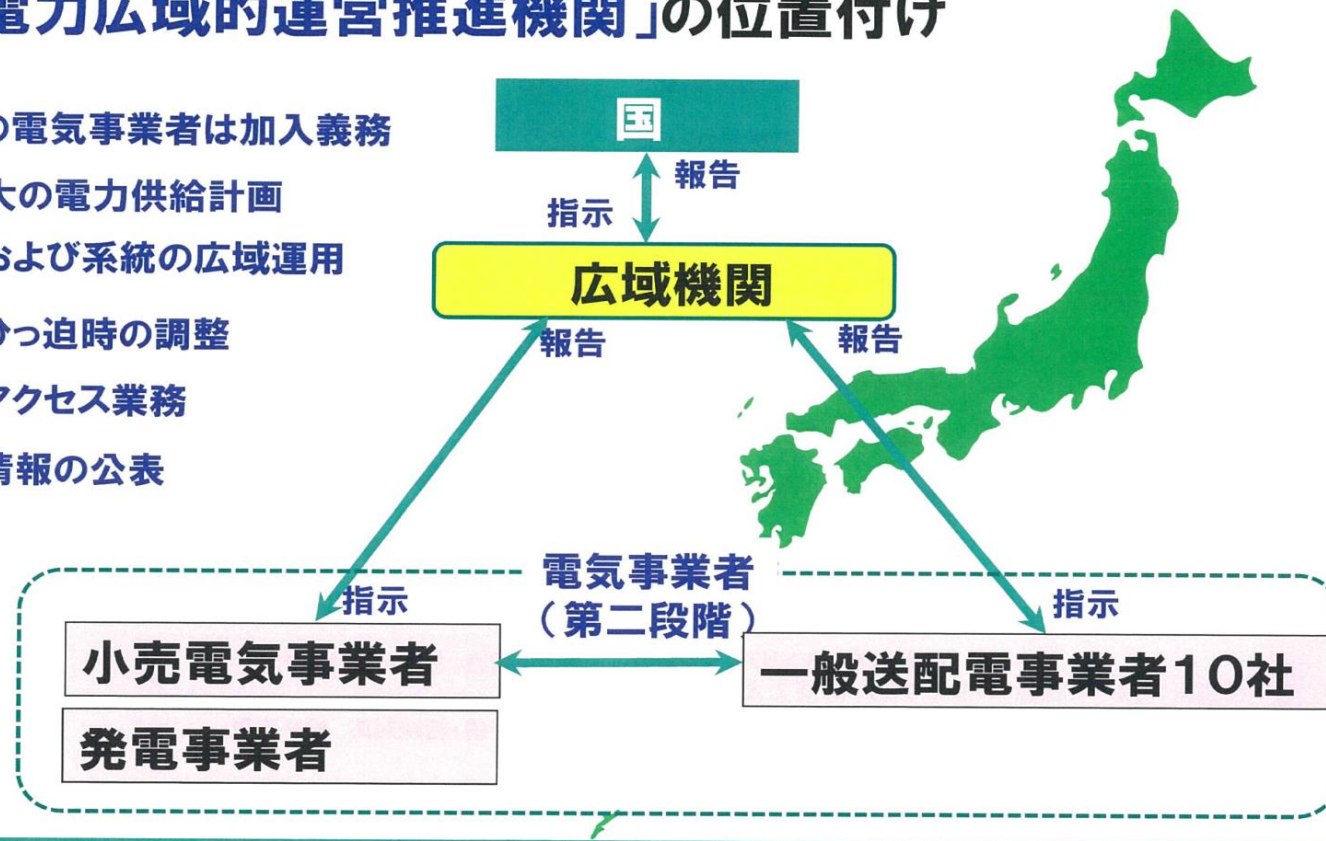 電力広域的運営推進機関」の位置付け
の電気事業者は加入義務
大の電力供給計画
および系統の広域運用
ひっ迫時の調整
アクセス業務
情報の公表
国
報告
指示
広域機関
報告
報告
電気事業者
（第二段階）
指示
指示
小売電気事業者
一般送配電事業者10社
発電事業者